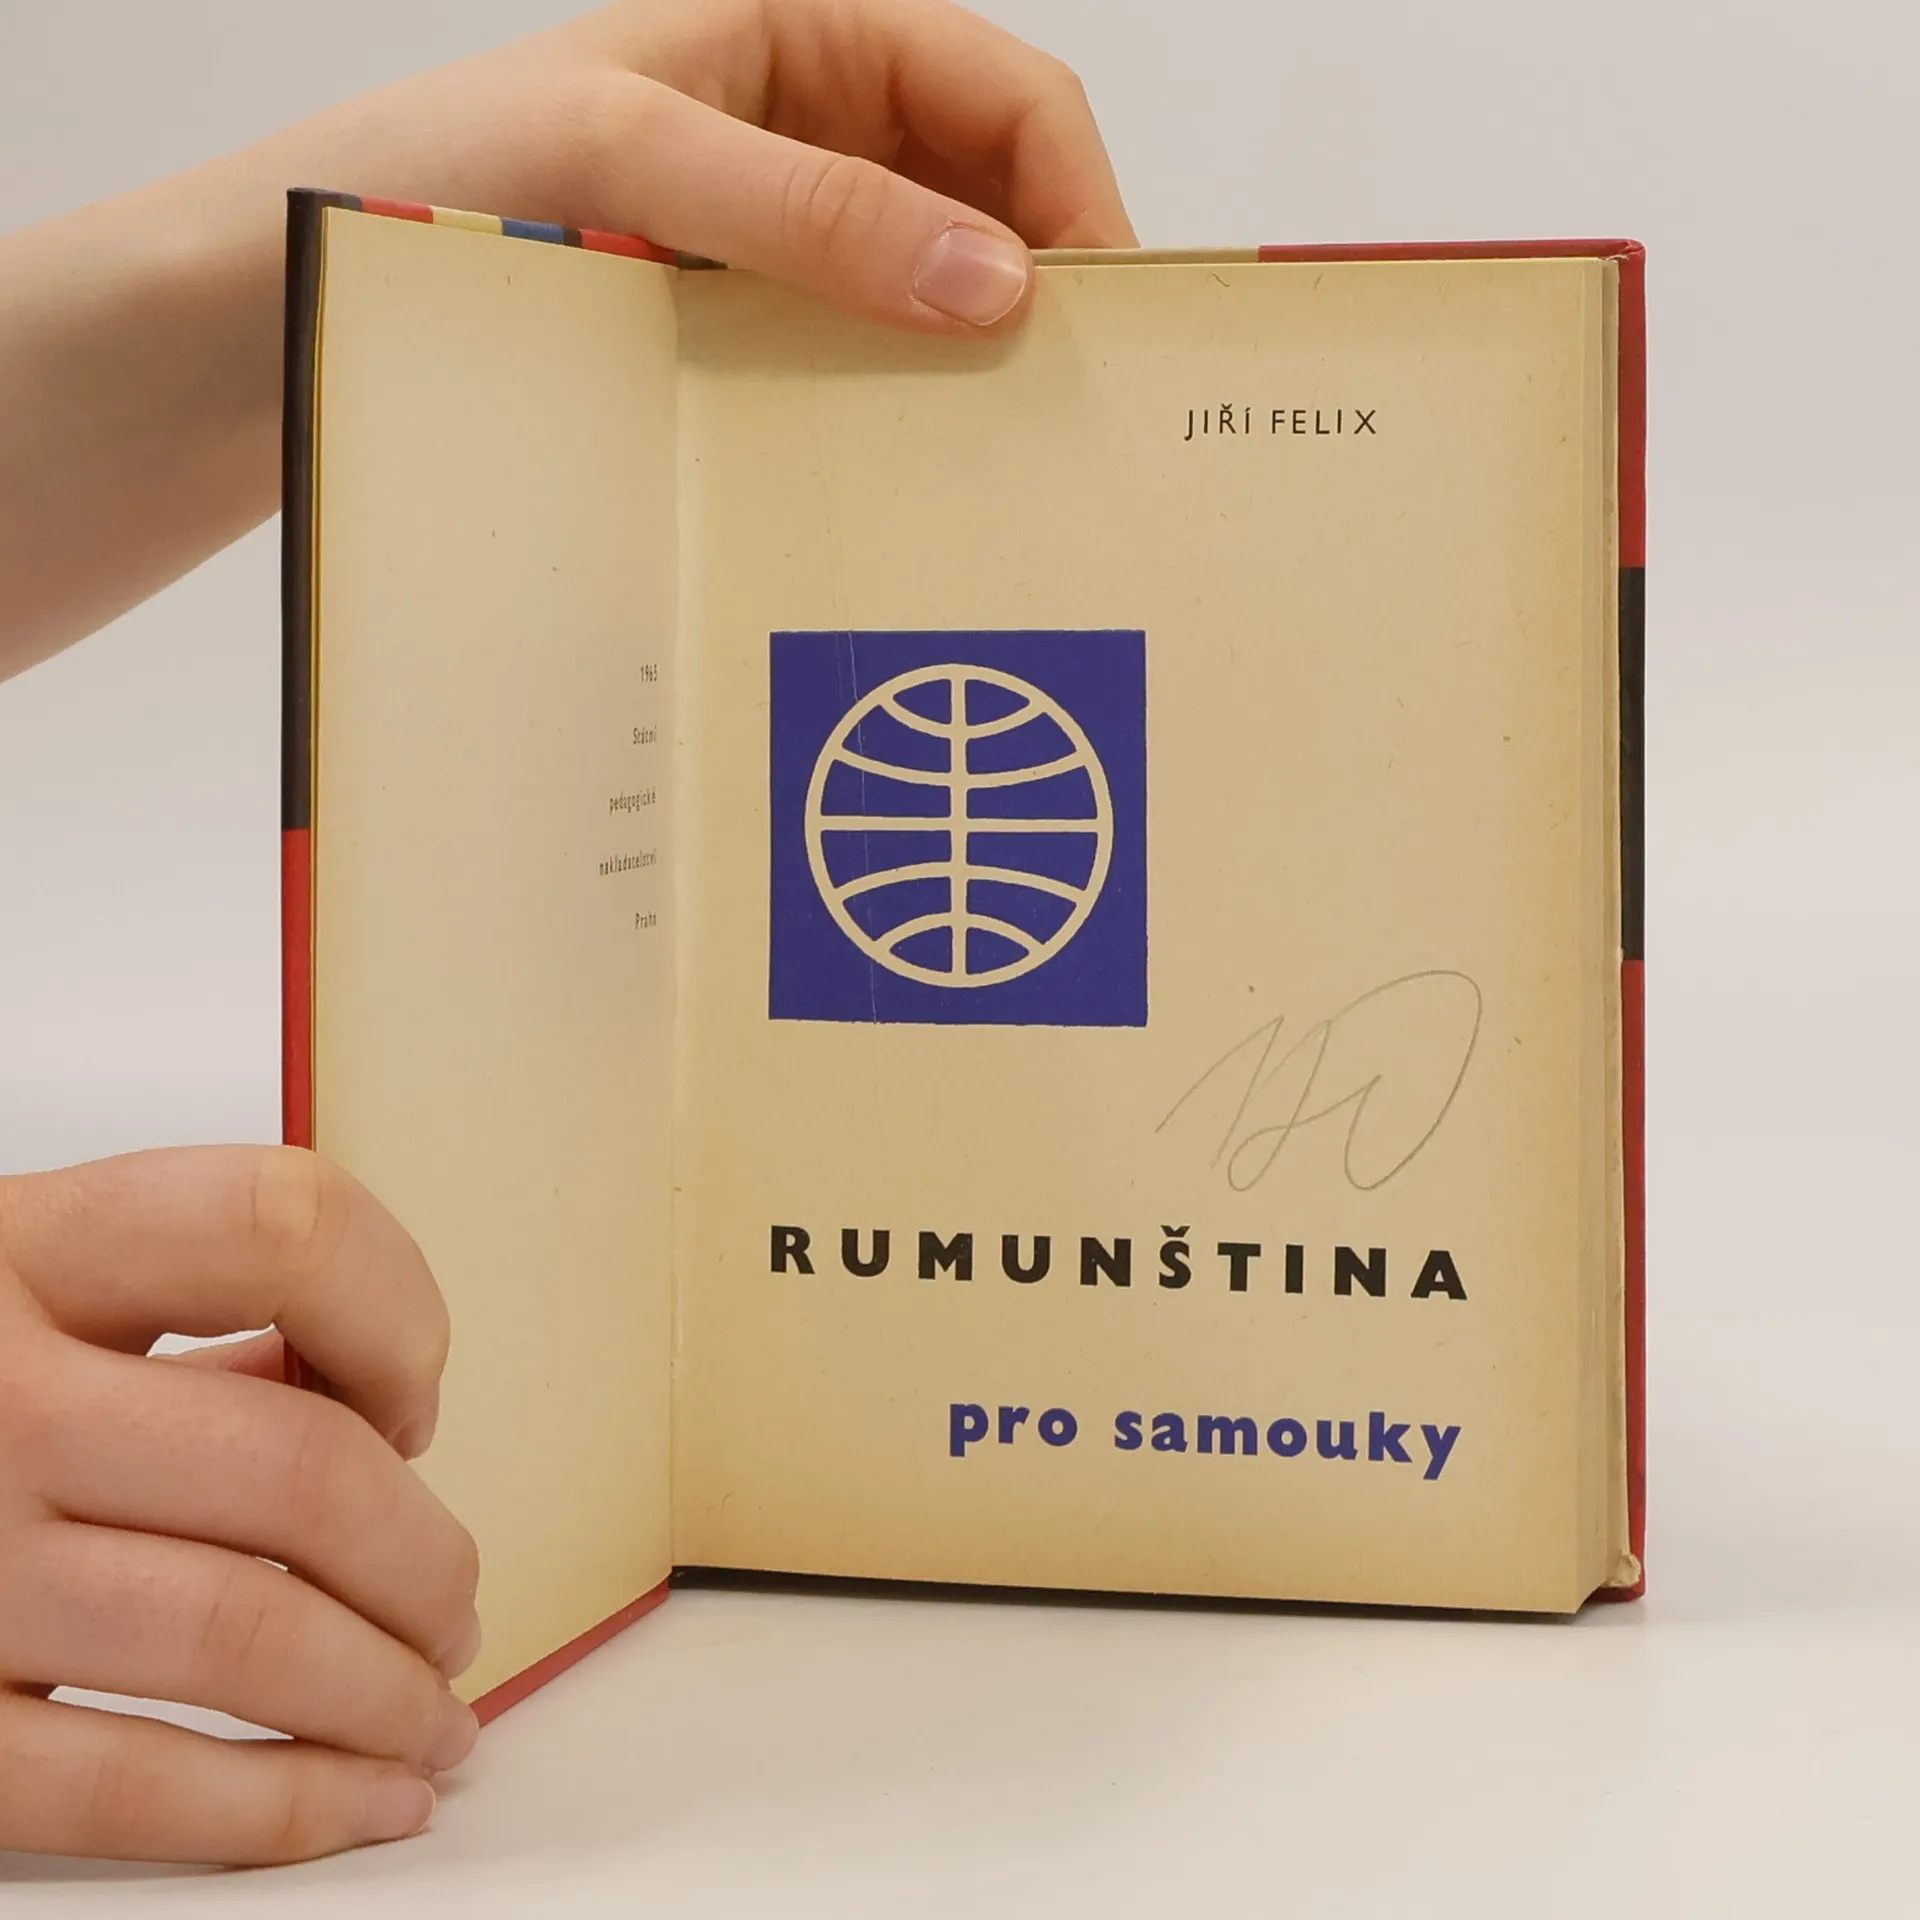 1965
Státní
pedagogické
nakladatelství
Praha
JIŘÍ FELIX
RUMUNŠTINA
pro samouky